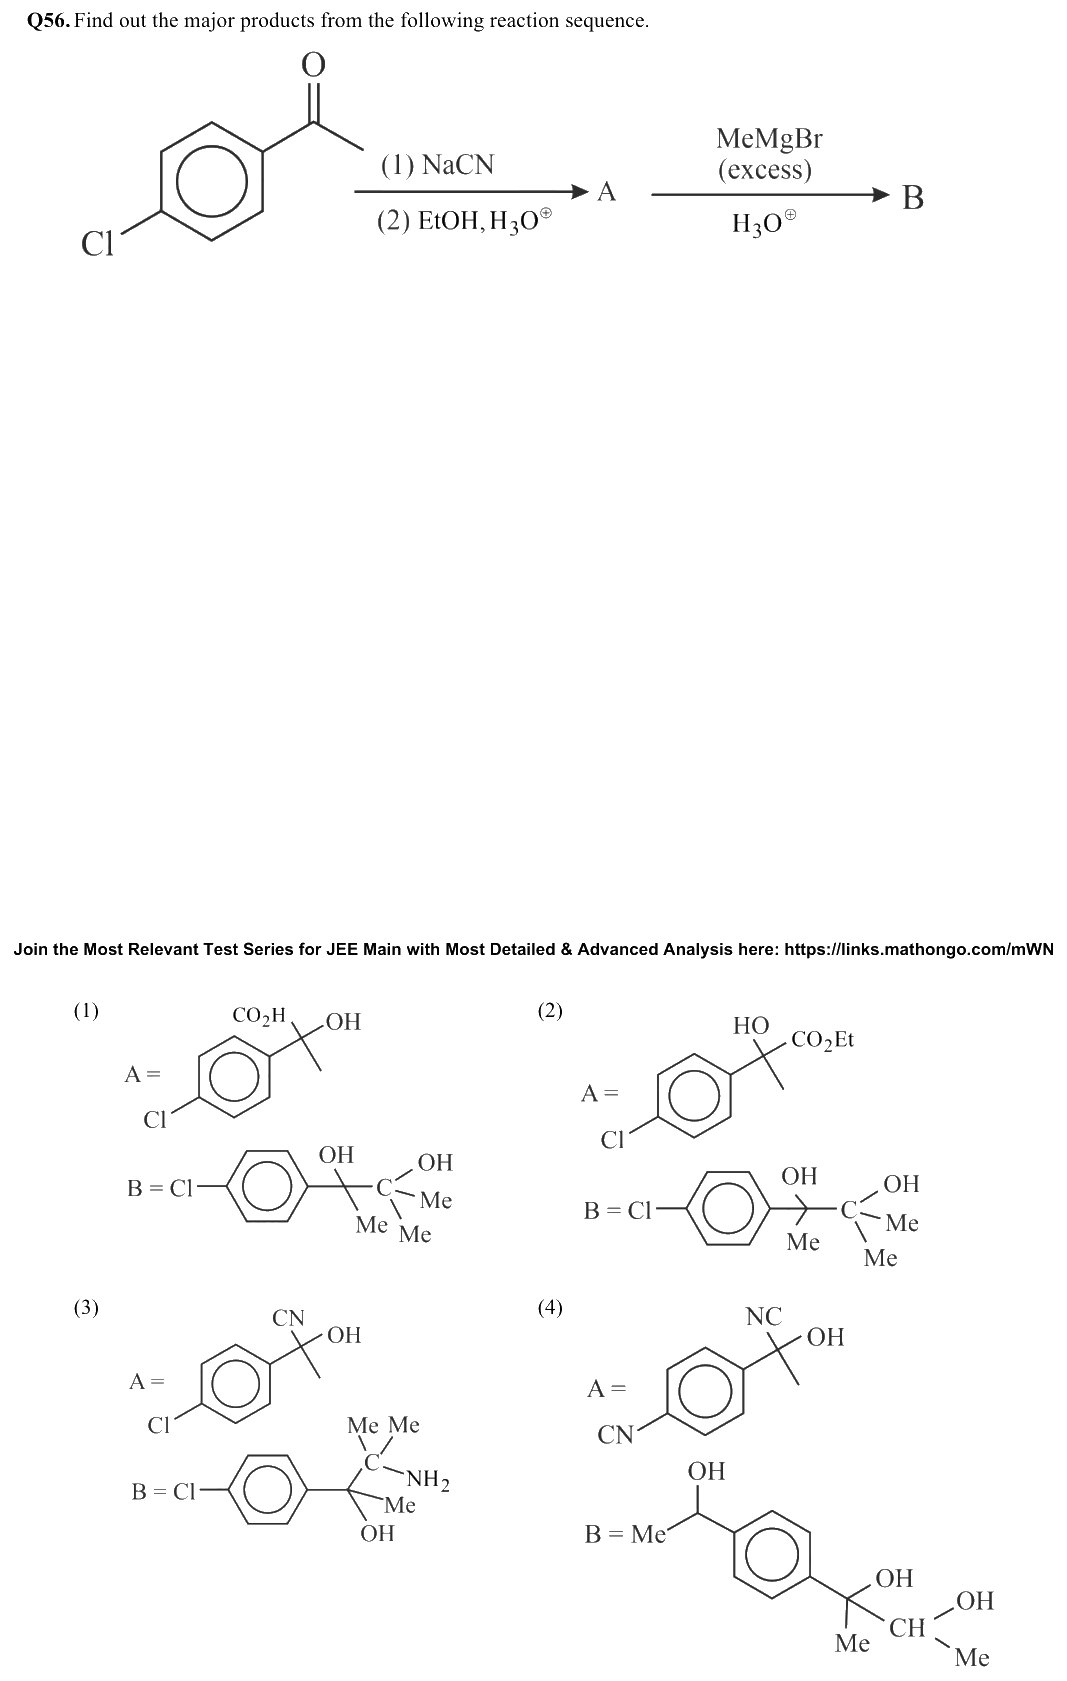 Q56. Find out the major products from the following reaction sequence.
O
Cl
(1) NaCN
(2) EtOH, H₃O⊕
A
MeMgBr
(excess)
H₃O⊕
B
Join the Most Relevant Test Series for JEE Main with Most Detailed & Advanced Analysis here: https://links.mathongo.com/mWN
(1)
CO₂H
OH
A =
Cl
OH
OH
B = Cl
C
Me
Me
Me
(2)
HO
CO₂Et
A =
Cl
OH
OH
B = Cl
C
Me
Me
Me
(3)
CN
OH
A =
Cl
Me Me
C
NH₂
B = Cl
Me
OH
(4)
NC
OH
A =
CN
OH
B = Me
OH
OH
CH
Me
Me